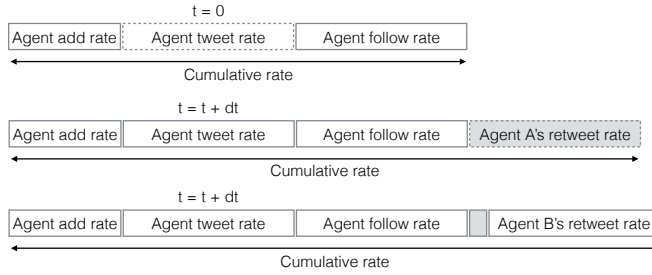 t = 0
Agent add rate Agent tweet rate Agent follow rate
Cumulative rate
t = t + dt
Agent add rate Agent tweet rate Agent follow rate Agent A's retweet rate
Cumulative rate
t = t + dt
Agent add rate Agent tweet rate Agent follow rate Agent B's retweet rate
Cumulative rate